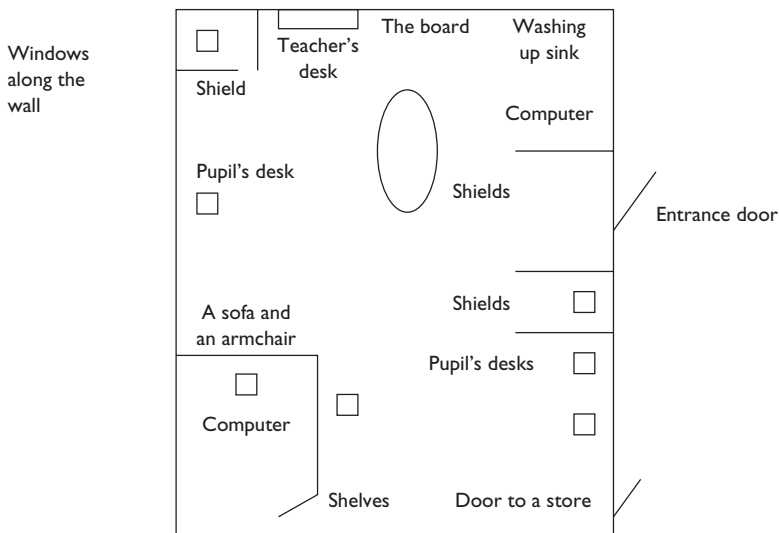 Windows
along the
wall
Teacher's
desk
The board
Washing
up sink
Shield
Computer
Pupil's desk
Shields
Entrance door
A sofa and
an armchair
Shields
Pupil's desks
Computer
Shelves
Door to a store